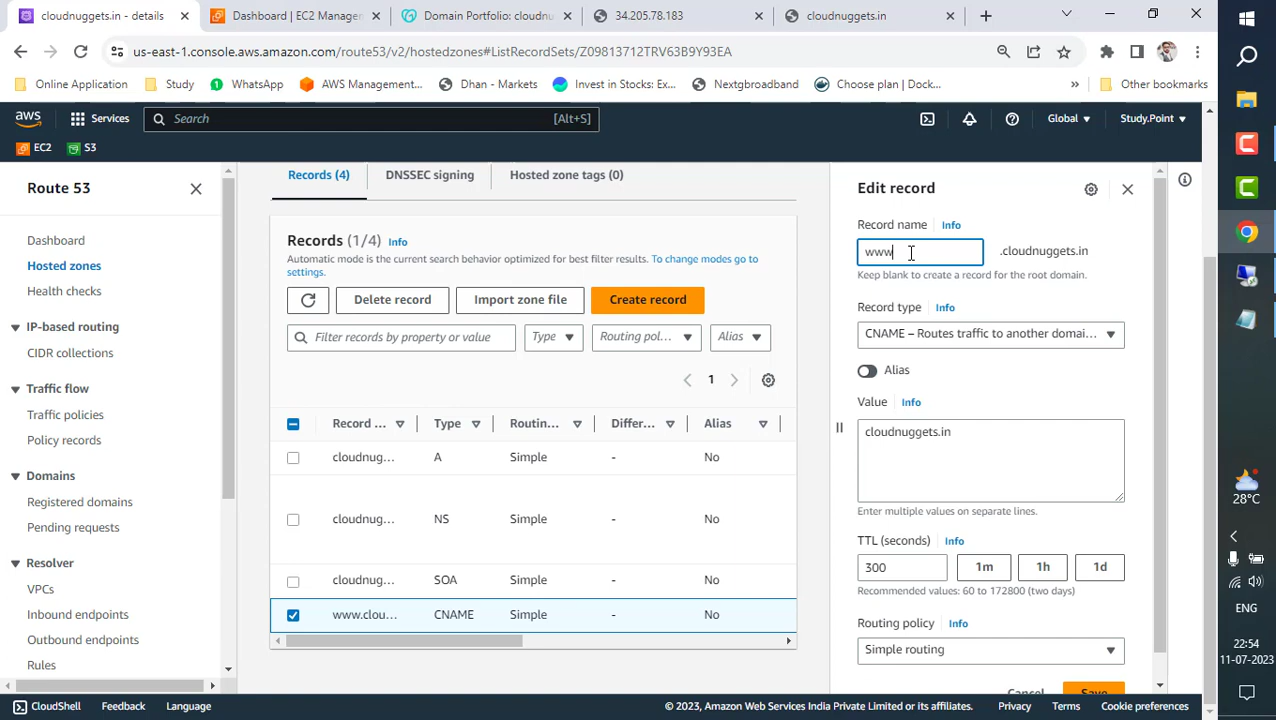 cloudnuggets.in - details
Dashboard | EC2 Manager
Domain Portfolio: cloudn
34.205.78.183
cloudnuggets.in
us-east-1.console.aws.amazon.com/route53/v2/hostedzones#ListRecordSets/Z09813712TRV63B9Y93EA
Online Application
Study
WhatsApp
AWS Management...
Dhan - Markets
Invest in Stocks: Ex...
Nextgbroadband
Choose plan | Dock...
»
Other bookmarks
aws
Services
Search
[Alt+S]
Global
Study.Point
EC2
S3
Route 53
Dashboard
Hosted zones
Health checks
IP-based routing
CIDR collections
Traffic flow
Traffic policies
Policy records
Domains
Registered domains
Pending requests
Resolver
VPCs
Inbound endpoints
Outbound endpoints
Rules
Records (4)
DNSSEC signing
Hosted zone tags (0)
Records (1/4) Info
Automatic mode is the current search behavior optimized for best filter results. To change modes go to
settings.
Delete record
Import zone file
Create record
Filter records by property or value
Type
Routing pol...
Alias
1
Record ...
Type
Routin...
Differ...
Alias
cloudnug...
A
Simple
-
No
cloudnug...
NS
Simple
-
No
cloudnug...
SOA
Simple
-
No
www.clou...
CNAME
Simple
-
No
Edit record
Record name Info
www
.cloudnuggets.in
Keep blank to create a record for the root domain.
Record type Info
CNAME – Routes traffic to another domai...
Alias
Value Info
cloudnuggets.in
Enter multiple values on separate lines.
TTL (seconds) Info
300
1m
1h
1d
Recommended values: 60 to 172800 (two days)
Routing policy Info
Simple routing
Cancel
Save
28°C
ENG
22:54
11-07-2023
CloudShell
Feedback
Language
© 2023, Amazon Web Services India Private Limited or its affiliates.
Privacy
Terms
Cookie preferences